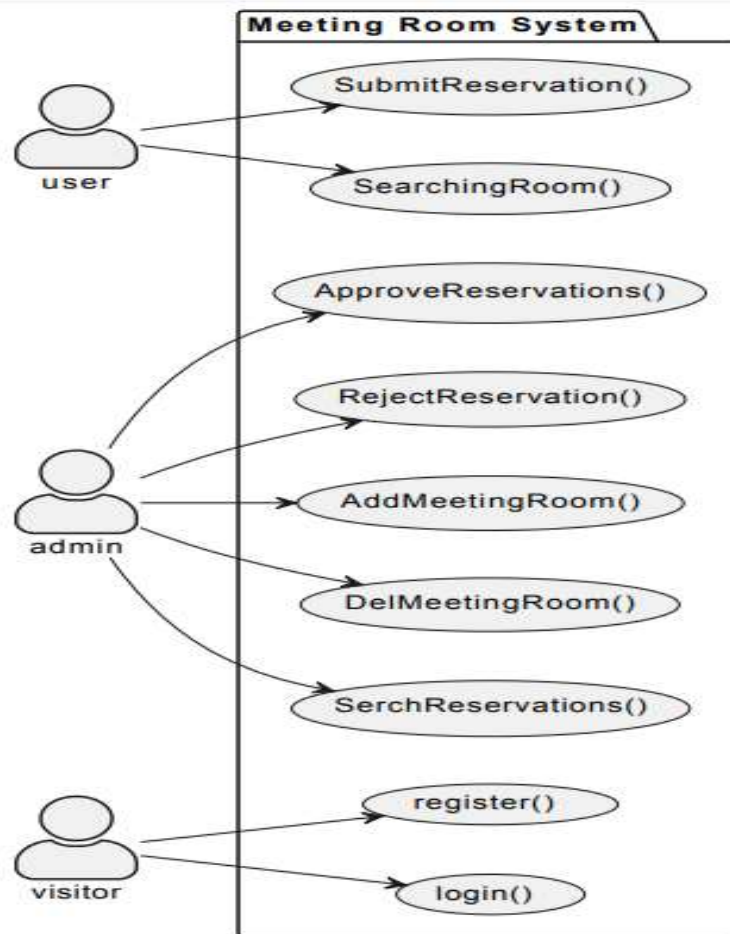 Meeting Room System
SubmitReservation()
SearchingRoom()
user
ApproveReservations()
RejectReservation()
AddMeetingRoom()
admin
DelMeetingRoom()
SerchReservations()
register()
visitor
login()